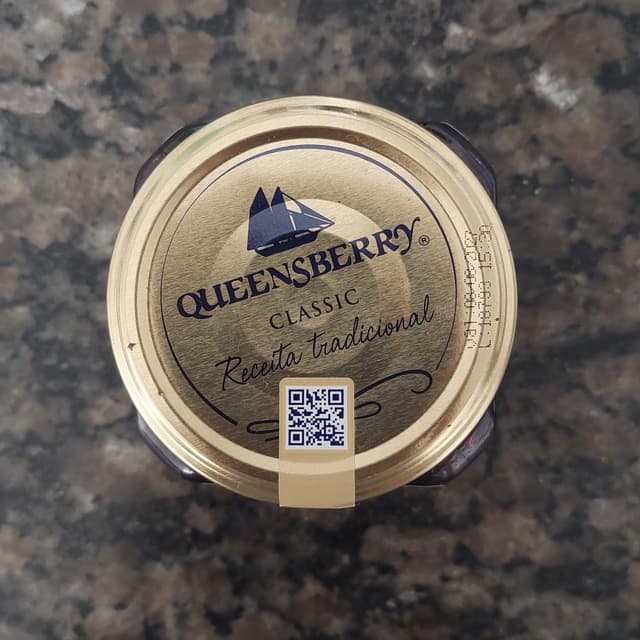 QUEENSBERRY®
CLASSIC
Receita tradicional